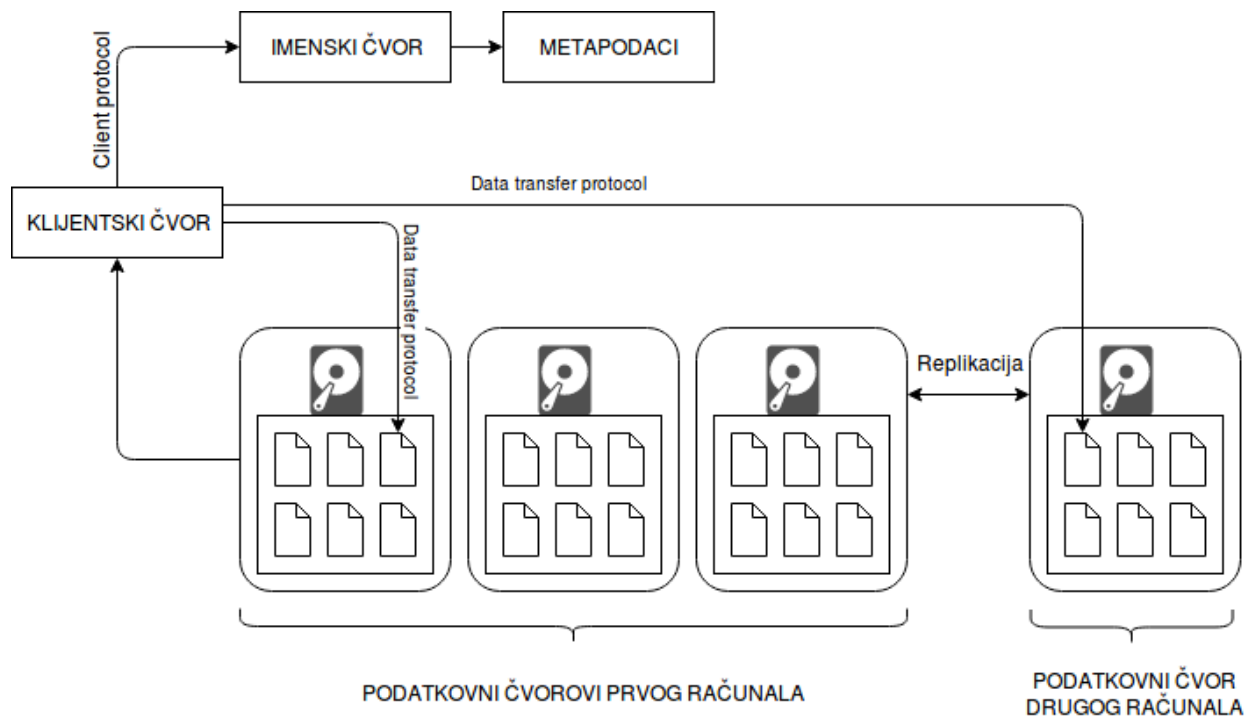 IMENSKI ČVOR
METAPODACI
Client protocol
Data transfer protocol
KLIJENTSKI ČVOR
Data transfer protocol
Replikacija
PODATKOVNI ČVOROVI PRVOG RAČUNALA
PODATKOVNI ČVOR
DRUGOG RAČUNALA